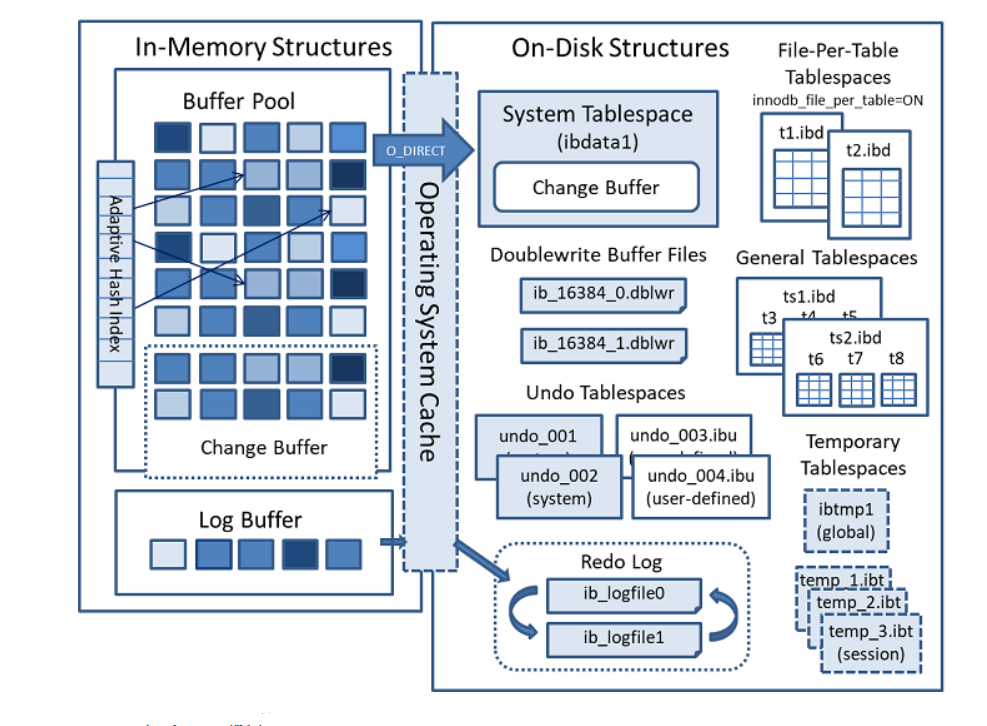 In-Memory Structures
Buffer Pool
Adaptive Hash Index
Change Buffer
Log Buffer
Operating System Cache
O_DIRECT
On-Disk Structures
System Tablespace
(ibdata1)
Change Buffer
Doublewrite Buffer Files
ib_16384_0.dblwr
ib_16384_1.dblwr
Undo Tablespaces
undo_001
undo_002
(system)
undo_003.ibu
undo_004.ibu
(user-defined)
Redo Log
ib_logfile0
ib_logfile1
File-Per-Table
Tablespaces
innodb_file_per_table=ON
t1.ibd
t2.ibd
General Tablespaces
ts1.ibd
t3 t4 t5
ts2.ibd
t6 t7 t8
Temporary
Tablespaces
ibtmp1
(global)
temp_1.ibt
temp_2.ibt
temp_3.ibt
(session)